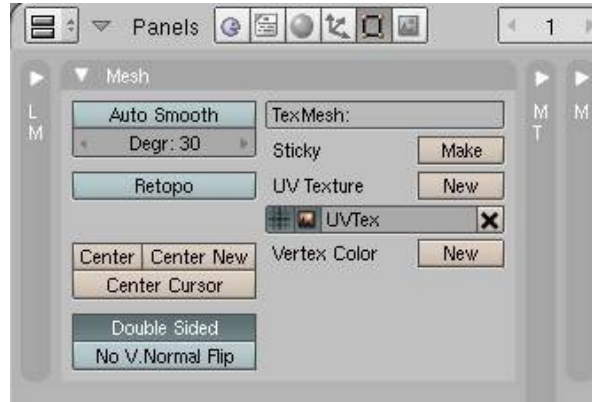 Panels
1
Mesh
L
M
Auto Smooth
TexMesh:
M
T
M
Degr: 30
Sticky
Make
Retopo
UV Texture
New
UVTex
Center
Center New
Vertex Color
New
Center Cursor
Double Sided
No V.Normal Flip